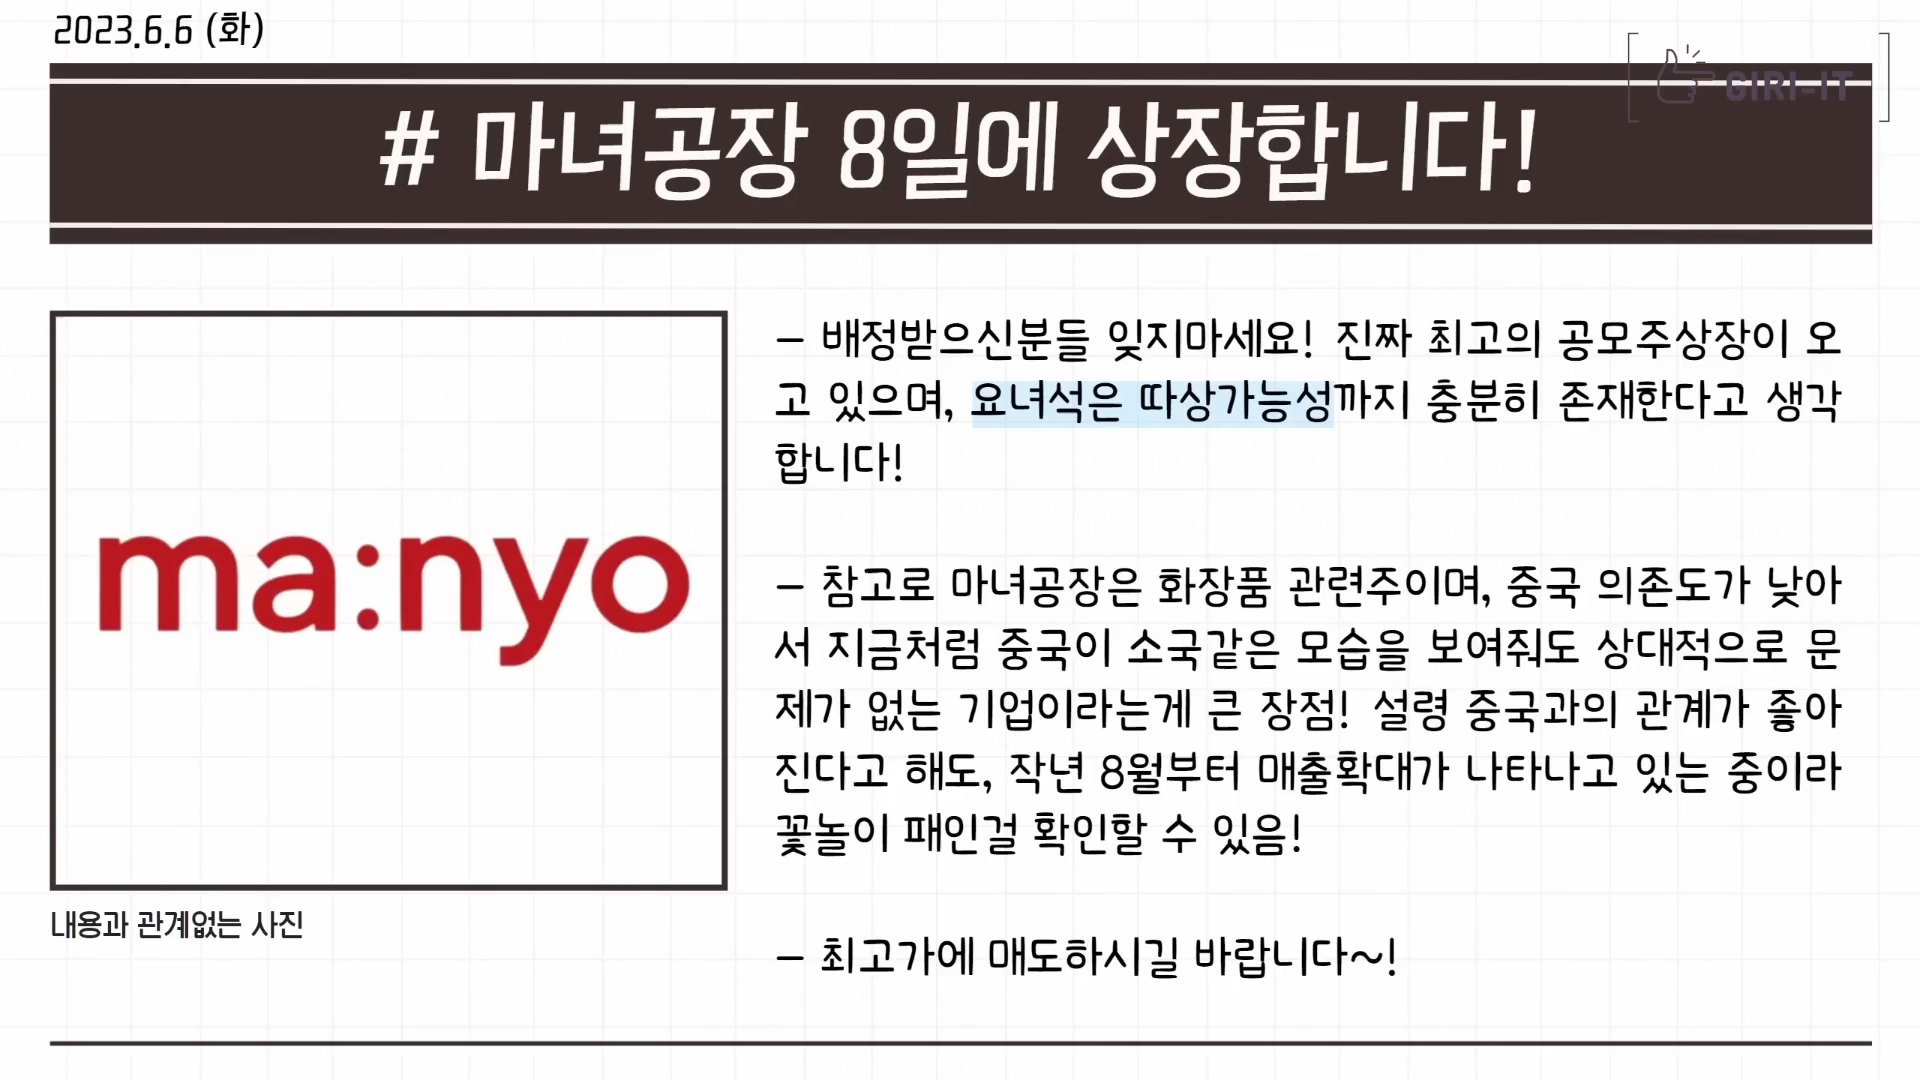 2023.6.6 (화)
GIRI-IT
# 마녀공장 8일에 상장합니다!
ma:nyo
내용과 관계없는 사진
– 배정받으신분들 잊지마세요! 진짜 최고의 공모주상장이 오
고 있으며, 요녀석은 따상가능성까지 충분히 존재한다고 생각
합니다!
– 참고로 마녀공장은 화장품 관련주이며, 중국 의존도가 낮아
서 지금처럼 중국이 소국같은 모습을 보여줘도 상대적으로 문
제가 없는 기업이라는게 큰 장점! 설령 중국과의 관계가 좋아
진다고 해도, 작년 8월부터 매출확대가 나타나고 있는 중이라
꽃놀이 패인걸 확인할 수 있음!
– 최고가에 매도하시길 바랍니다~!